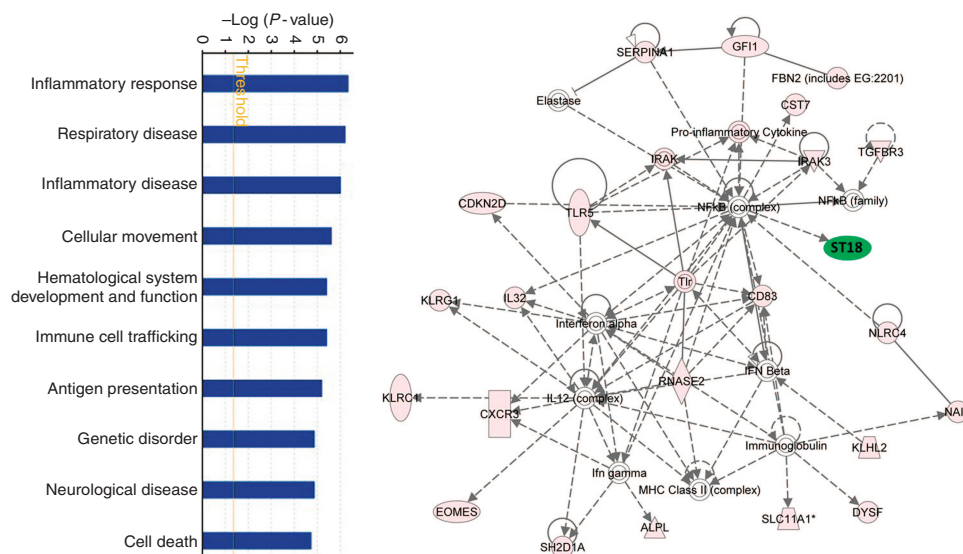 –Log (P- value)
0 1 2 3 4 5 6
Threshold
Inflammatory response
Respiratory disease
Inflammatory disease
Cellular movement
Hematological system
development and function
Immune cell trafficking
Antigen presentation
Genetic disorder
Neurological disease
Cell death
SERPINA1
GFI1
FBN2 (includes EG:2201)
Elastase
CST7
Pro-inflammatory Cytokine
IRAK
IRAK3
TGFBR3
CDKN2D
TLR5
NFkB (complex)
NFkB (family)
ST18
Tlr
KLRG1
IL32
CD83
Interferon alpha
NLRC4
RNASE2
IFN Beta
KLRC1
CXCR3
IL12 (complex)
NAI
Immunoglobulin
KLHL2
Ifn gamma
MHC Class II (complex)
EOMES
ALPL
SLC11A1*
DYSF
SH2D1A